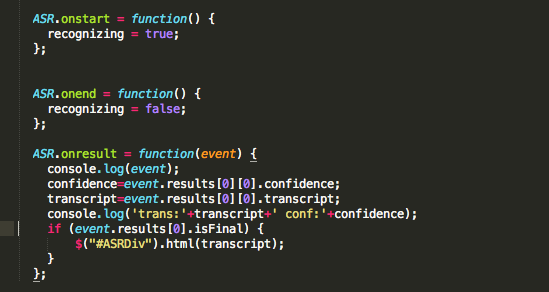 ASR.onstart = function() {
  recognizing = true;
};


ASR.onend = function() {
  recognizing = false;
};

ASR.onresult = function(event) {
  console.log(event);
  confidence=event.results[0][0].confidence;
  transcript=event.results[0][0].transcript;
  console.log('trans:'+transcript+' conf:'+confidence);
  if (event.results[0].isFinal) {
      $("#ASRDiv").html(transcript);
  }
};